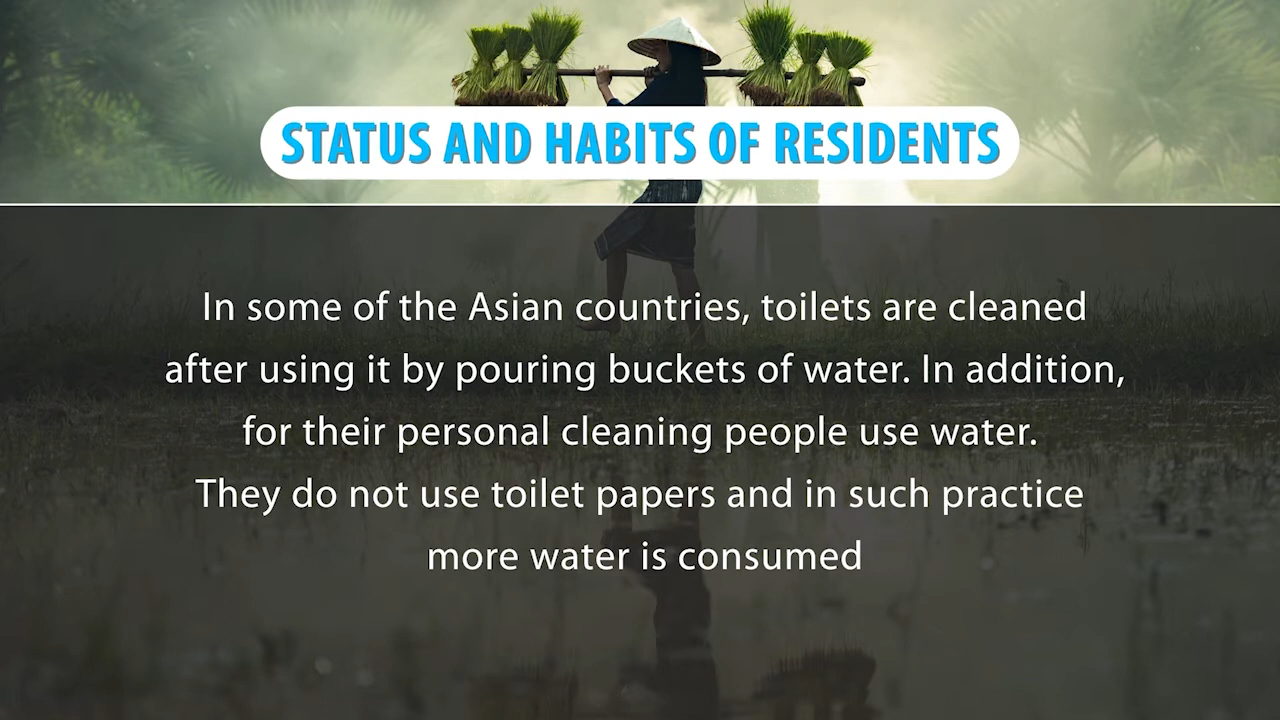 STATUS AND HABITS OF RESIDENTS
In some of the Asian countries, toilets are cleaned
after using it by pouring buckets of water. In addition,
for their personal cleaning people use water.
They do not use toilet papers and in such practice
more water is consumed